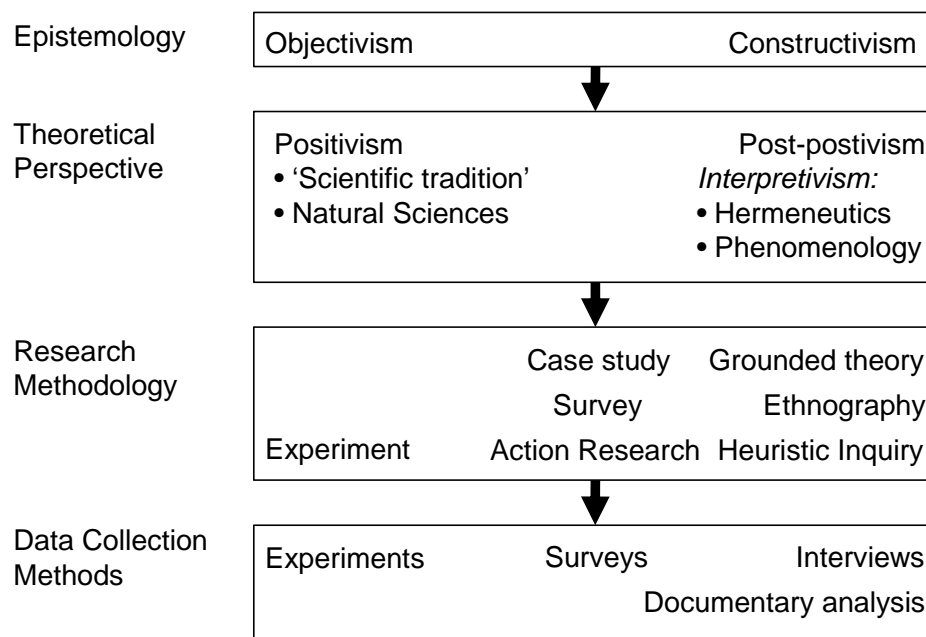 Epistemology
Objectivism Constructivism
Theoretical
Perspective
Positivism Post-postivism
• ‘Scientific tradition’ Interpretivism:
• Natural Sciences • Hermeneutics
• Phenomenology
Research
Methodology
Case study Grounded theory
Survey Ethnography
Experiment Action Research Heuristic Inquiry
Data Collection
Methods
Experiments Surveys Interviews
Documentary analysis